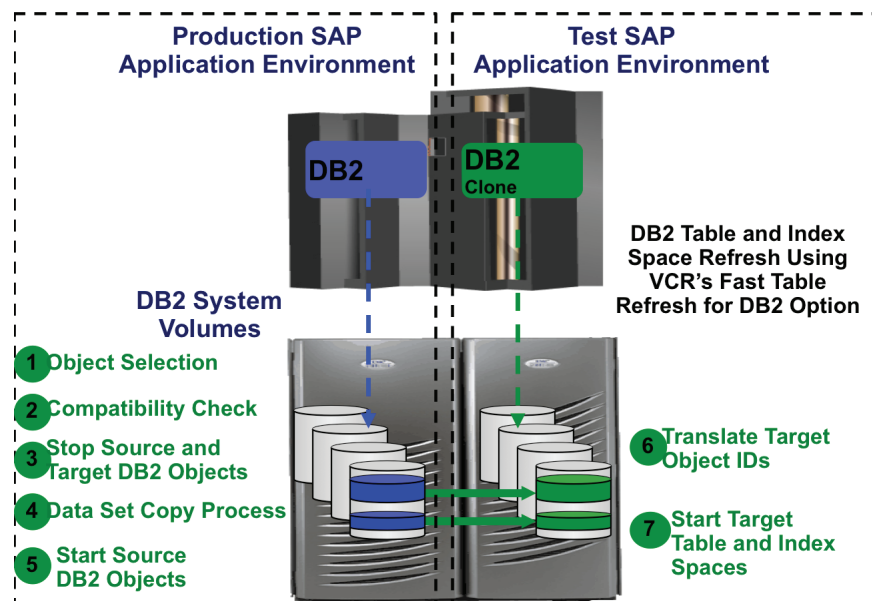 Production SAP
Application Environment
Test SAP
Application Environment
DB2
DB2
Clone
DB2 Table and Index
Space Refresh Using
VCR's Fast Table
Refresh for DB2 Option
DB2 System
Volumes
1 Object Selection
2 Compatibility Check
3 Stop Source and
Target DB2 Objects
4 Data Set Copy Process
5 Start Source
DB2 Objects
6 Translate Target
Object IDs
7 Start Target
Table and Index
Spaces